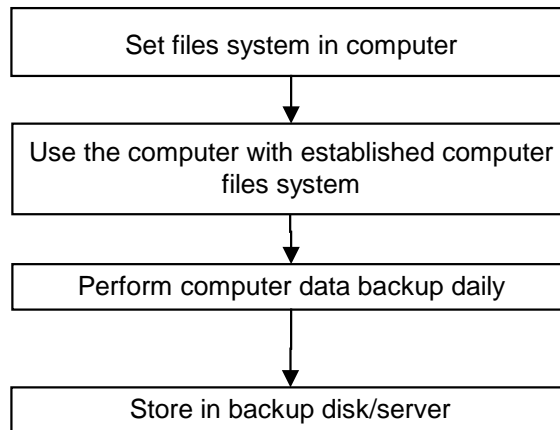 Set files system in computer
Use the computer with established computer
files system
Perform computer data backup daily
Store in backup disk/server